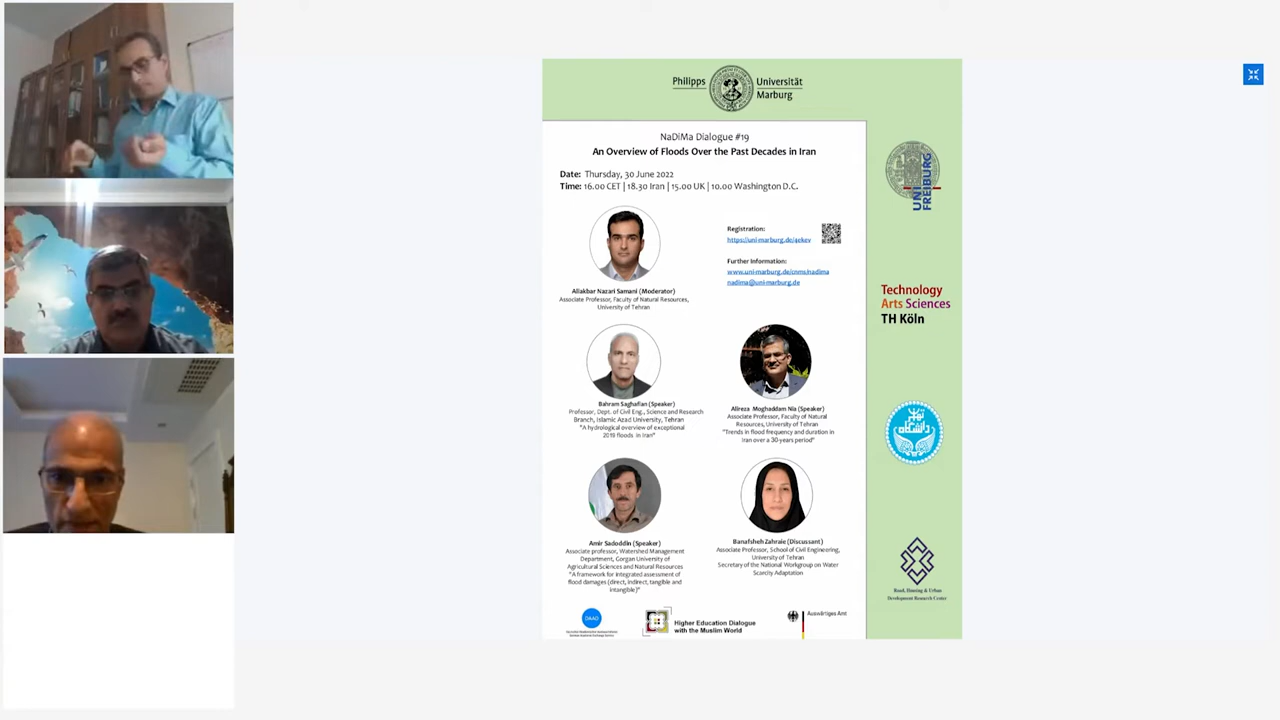 Philipps
Universität
Marburg
NaDiMa Dialogue #19
An Overview of Floods Over the Past Decades in Iran
Date: Thursday, 30 June 2022
Time: 16.00 CET | 18.30 Iran | 15.00 UK | 10.00 Washington D.C.
Registration:
https://uni-marburg.de/aekev
Further Information:
www.uni-marburg.de/cnms/nadima
nadima@uni-marburg.de
Aliakbar Nazari Samani (Moderator)
Associate Professor, Faculty of Natural Resources,
University of Tehran
Bahram Saghafian (Speaker)
Professor, Dept. of Civil Eng., Science and Research
Branch, Islamic Azad University, Tehran
"A hydrological overview of exceptional
2019 floods in Iran"
Alireza Moghaddam Nia (Speaker)
Associate Professor, Faculty of Natural
Resources, University of Tehran
"Trends in flood frequency and duration in
Iran over a 30-years period"
Amir Sadoddin (Speaker)
Associate professor, Watershed Management
Department, Gorgan University of
Agricultural Sciences and Natural Resources
"A framework for integrated assessment of
flood damages (direct, indirect, tangible and
intangible)"
Banafsheh Zahraie (Discussant)
Associate Professor, School of Civil Engineering,
University of Tehran
Secretary of the National Workgroup on Water
Scarcity Adaptation
DAAD
Deutscher Akademischer Austauschdienst
German Academic Exchange Service
Higher Education Dialogue
with the Muslim World
Auswärtiges Amt
UNI
FREIBURG
Technology
Arts Sciences
TH Köln
Road, Housing & Urban
Development Research Center